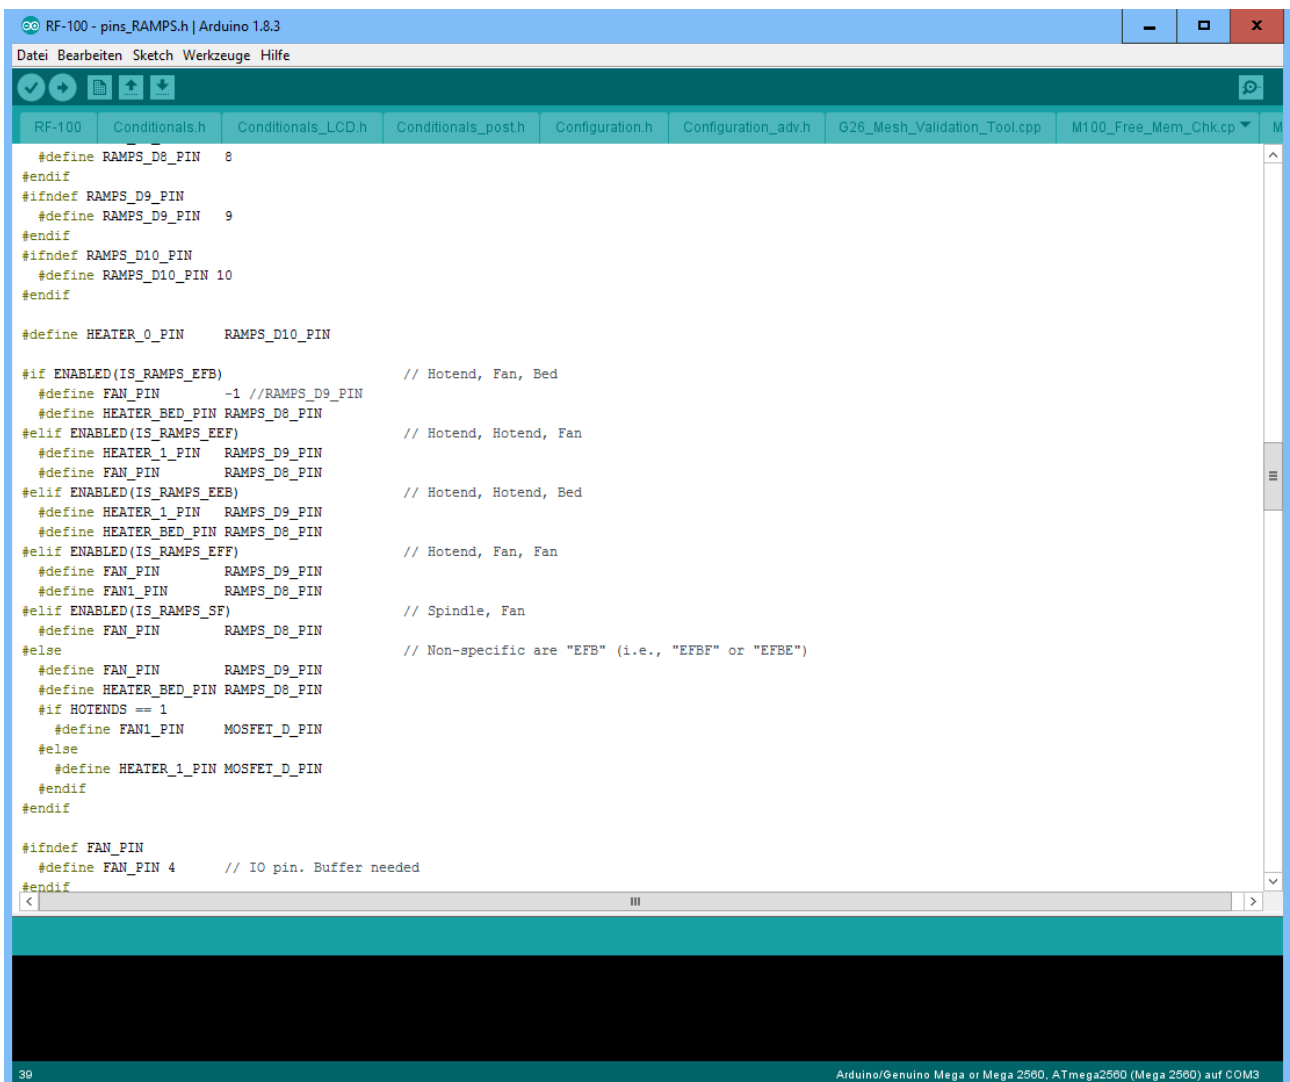 RF-100 - pins_RAMPS.h | Arduino 1.8.3
Datei Bearbeiten Sketch Werkzeuge Hilfe
RF-100 Conditionals.h Conditionals_LCD.h Conditionals_post.h Configuration.h Configuration_adv.h G26_Mesh_Validation_Tool.cpp M100_Free_Mem_Chk.cp M
#define RAMPS_D8_PIN 8
#endif
#ifndef RAMPS_D9_PIN
#define RAMPS_D9_PIN 9
#endif
#ifndef RAMPS_D10_PIN
#define RAMPS_D10_PIN 10
#endif
#define HEATER_0_PIN RAMPS_D10_PIN
#if ENABLED(IS_RAMPS_EFB) // Hotend, Fan, Bed
#define FAN_PIN -1 //RAMPS_D9_PIN
#define HEATER_BED_PIN RAMPS_D8_PIN
#elif ENABLED(IS_RAMPS_EEF) // Hotend, Hotend, Fan
#define HEATER_1_PIN RAMPS_D9_PIN
#define FAN_PIN RAMPS_D8_PIN
#elif ENABLED(IS_RAMPS_EEB) // Hotend, Hotend, Bed
#define HEATER_1_PIN RAMPS_D9_PIN
#define HEATER_BED_PIN RAMPS_D8_PIN
#elif ENABLED(IS_RAMPS_EFF) // Hotend, Fan, Fan
#define FAN_PIN RAMPS_D9_PIN
#define FAN1_PIN RAMPS_D8_PIN
#elif ENABLED(IS_RAMPS_SF) // Spindle, Fan
#define FAN_PIN RAMPS_D8_PIN
#else // Non-specific are "EFB" (i.e., "EFBF" or "EFBE")
#define FAN_PIN RAMPS_D9_PIN
#define HEATER_BED_PIN RAMPS_D8_PIN
#if HOTENDS == 1
#define FAN1_PIN MOSFET_D_PIN
#else
#define HEATER_1_PIN MOSFET_D_PIN
#endif
#endif
#ifndef FAN_PIN
#define FAN_PIN 4 // IO pin. Buffer needed
#endif
39 Arduino/Genuino Mega or Mega 2560, ATmega2560 (Mega 2560) auf COM3